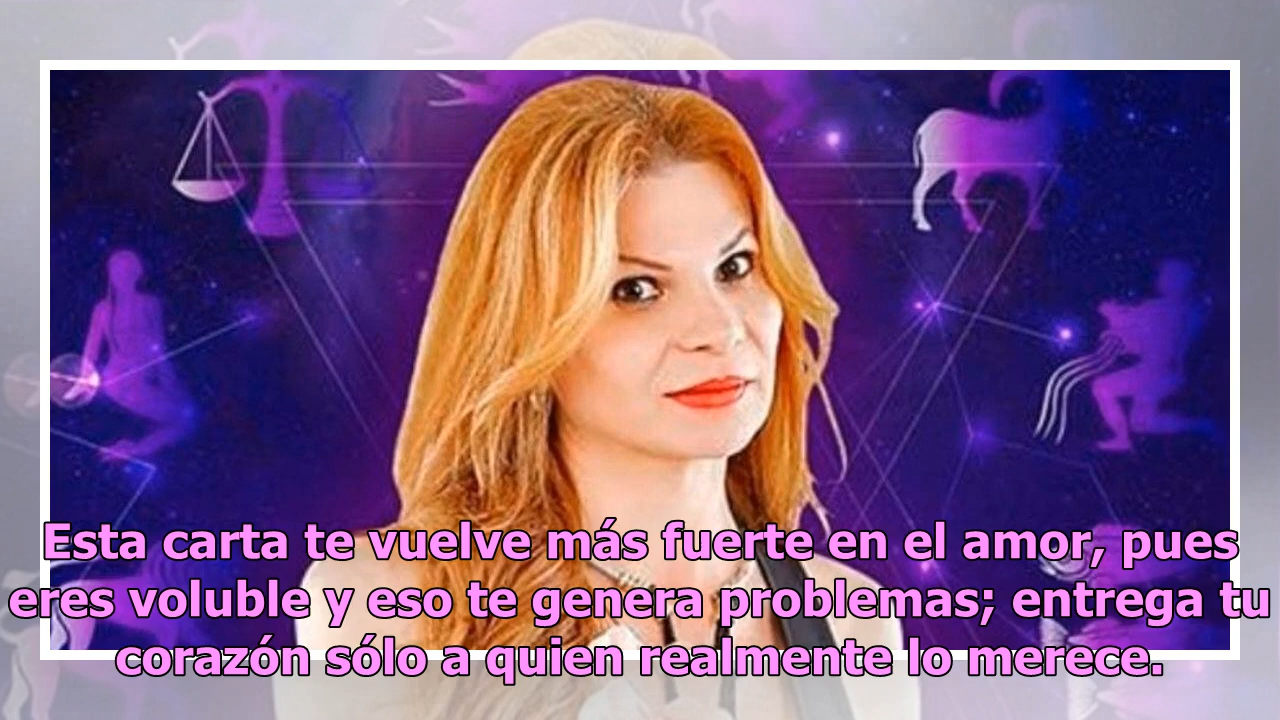 Esta carta te vuelve más fuerte en el amor, pues
eres voluble y eso te genera problemas; entrega tu
corazón sólo a quien realmente lo merece.